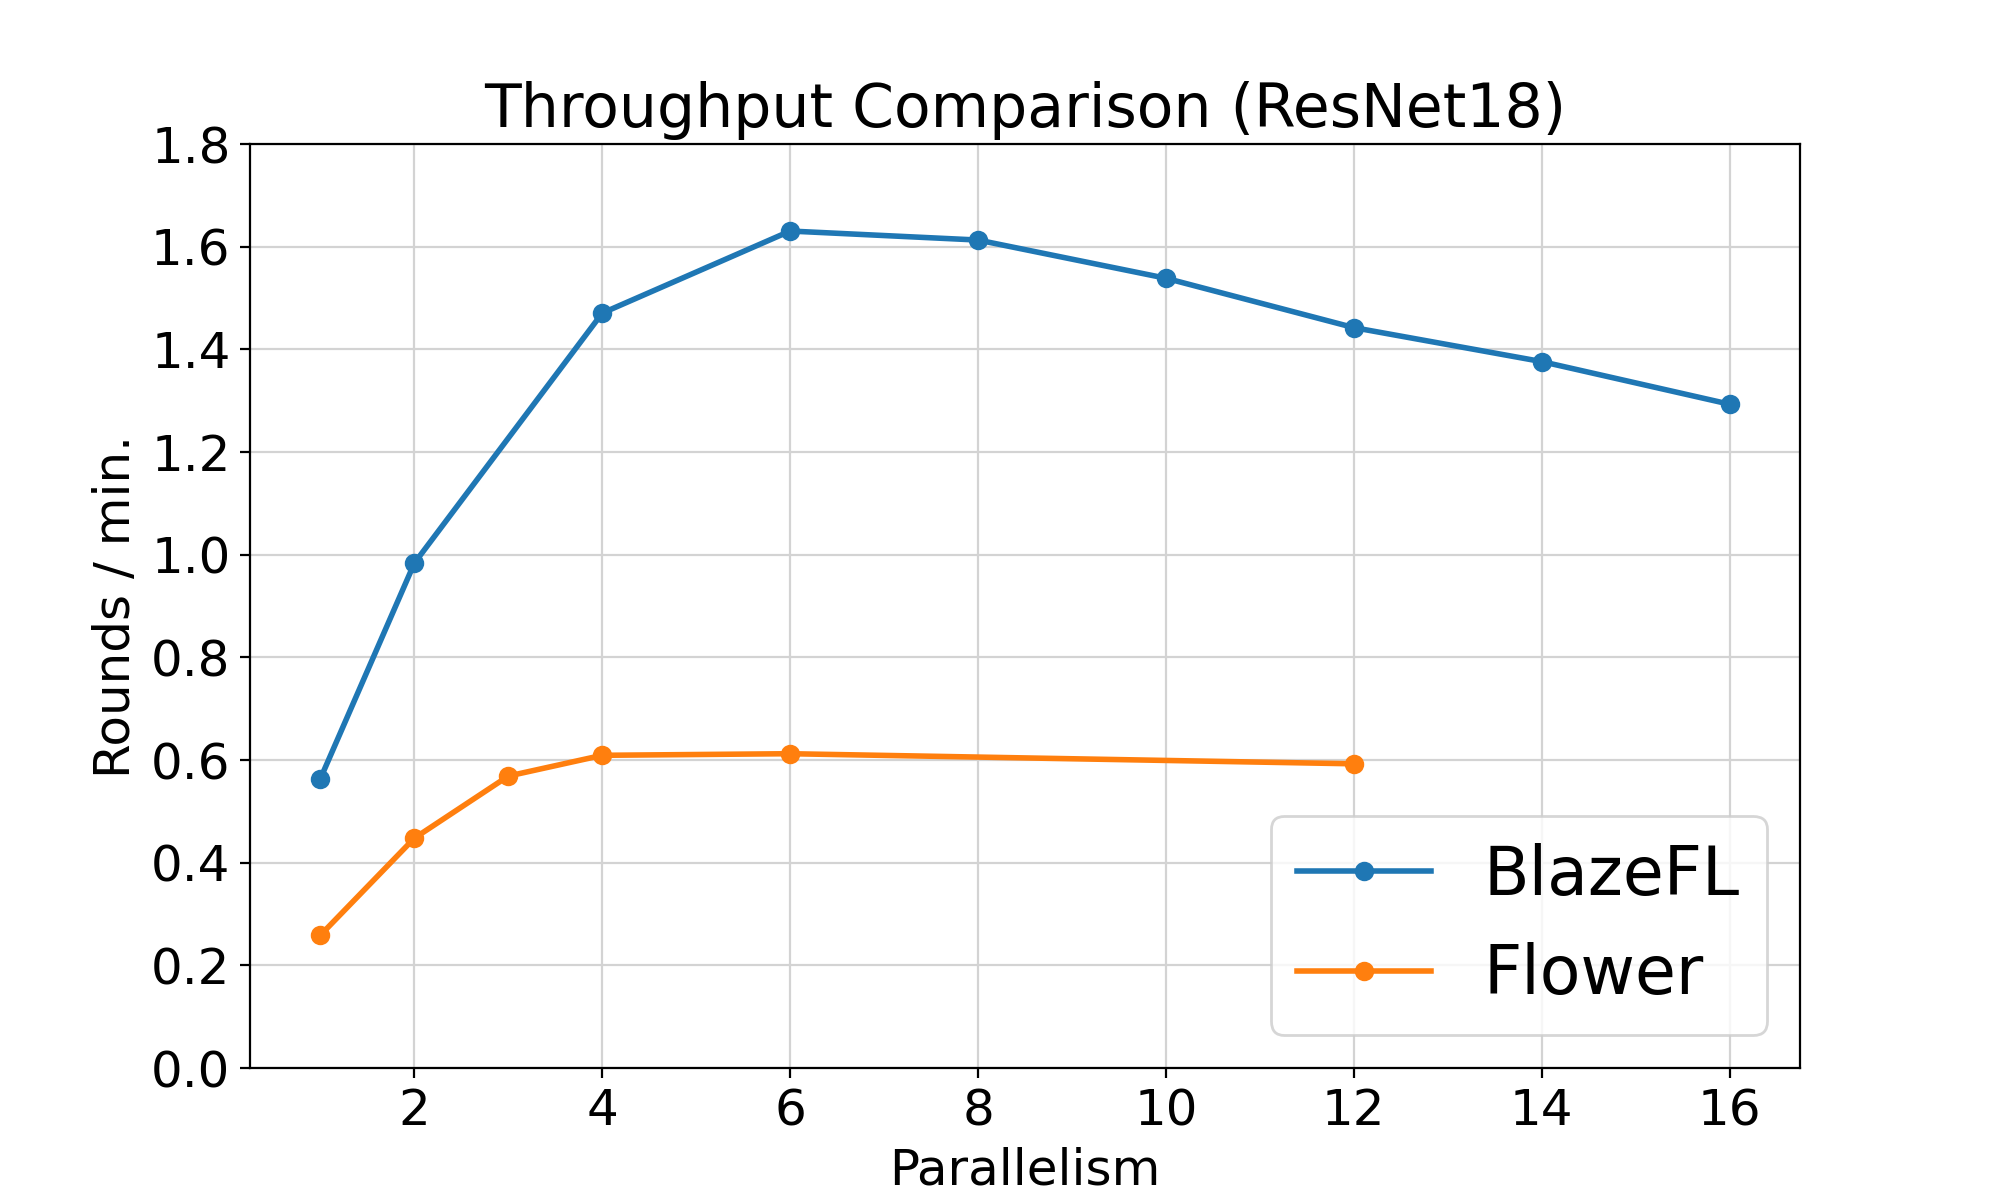 Throughput Comparison (ResNet18)
1.8
1.6
1.4
1.2
1.0
0.8
0.6
0.4
0.2
0.0
Rounds / min.
BlazeFL
Flower
2 4 6 8 10 12 14 16
Parallelism